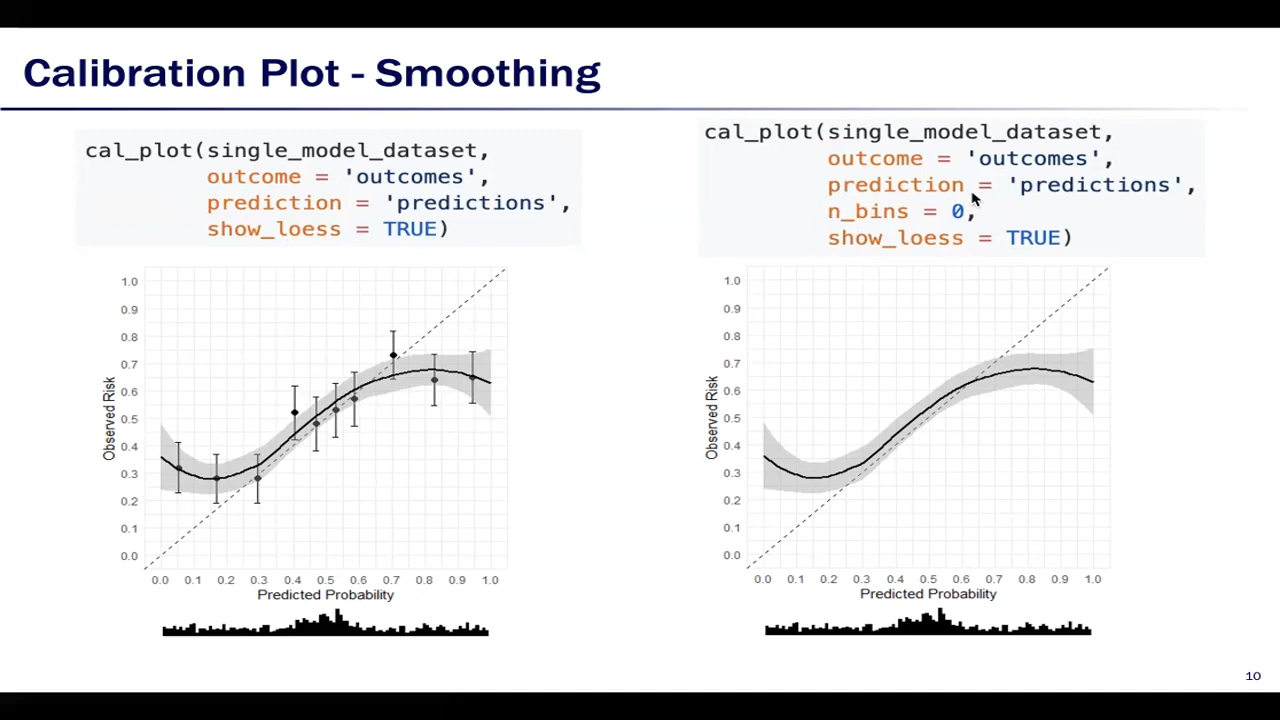 Calibration Plot - Smoothing
cal_plot(single_model_dataset,
outcome = 'outcomes',
prediction = 'predictions',
show_loess = TRUE)
1.0
0.9
0.8
0.7
0.6
0.5
0.4
0.3
0.2
0.1
0.0
Observed Risk
0.0 0.1 0.2 0.3 0.4 0.5 0.6 0.7 0.8 0.9 1.0
Predicted Probability
cal_plot(single_model_dataset,
outcome = 'outcomes',
prediction = 'predictions',
n_bins = 0,
show_loess = TRUE)
1.0
0.9
0.8
0.7
0.6
0.5
0.4
0.3
0.2
0.1
0.0
Observed Risk
0.0 0.1 0.2 0.3 0.4 0.5 0.6 0.7 0.8 0.9 1.0
Predicted Probability
10